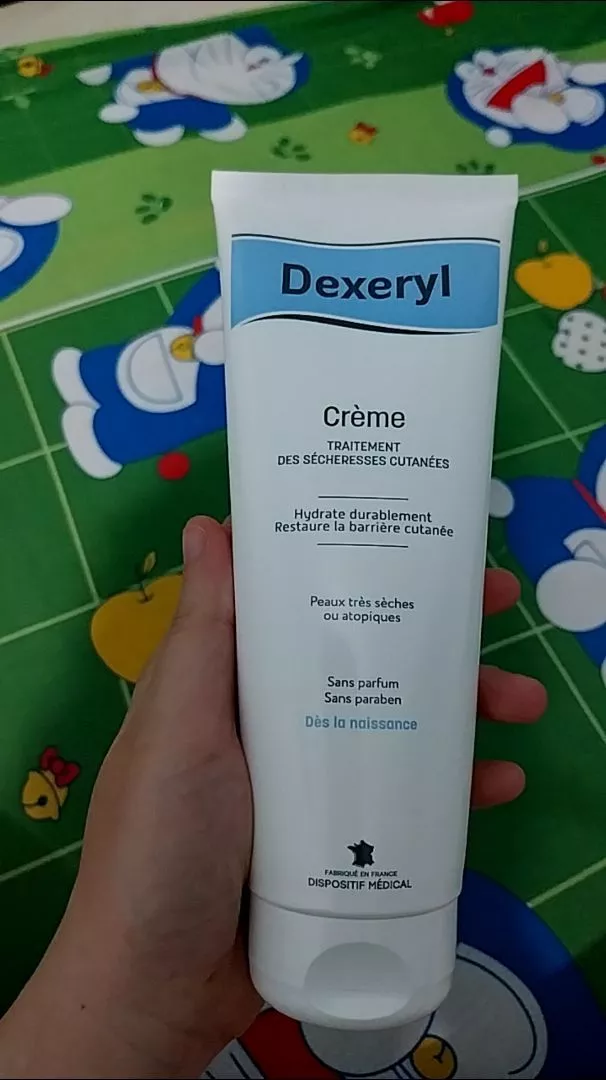 Dexeryl
Crème
TRAITEMENT
DES SÉCHERESSES CUTANÉES
Hydrate durablement
Restaure la barrière cutanée
Peaux très sèches
ou atopiques
Sans parfum
Sans paraben
Dès la naissance
FABRIQUÉ EN FRANCE
DISPOSITIF MÉDICAL